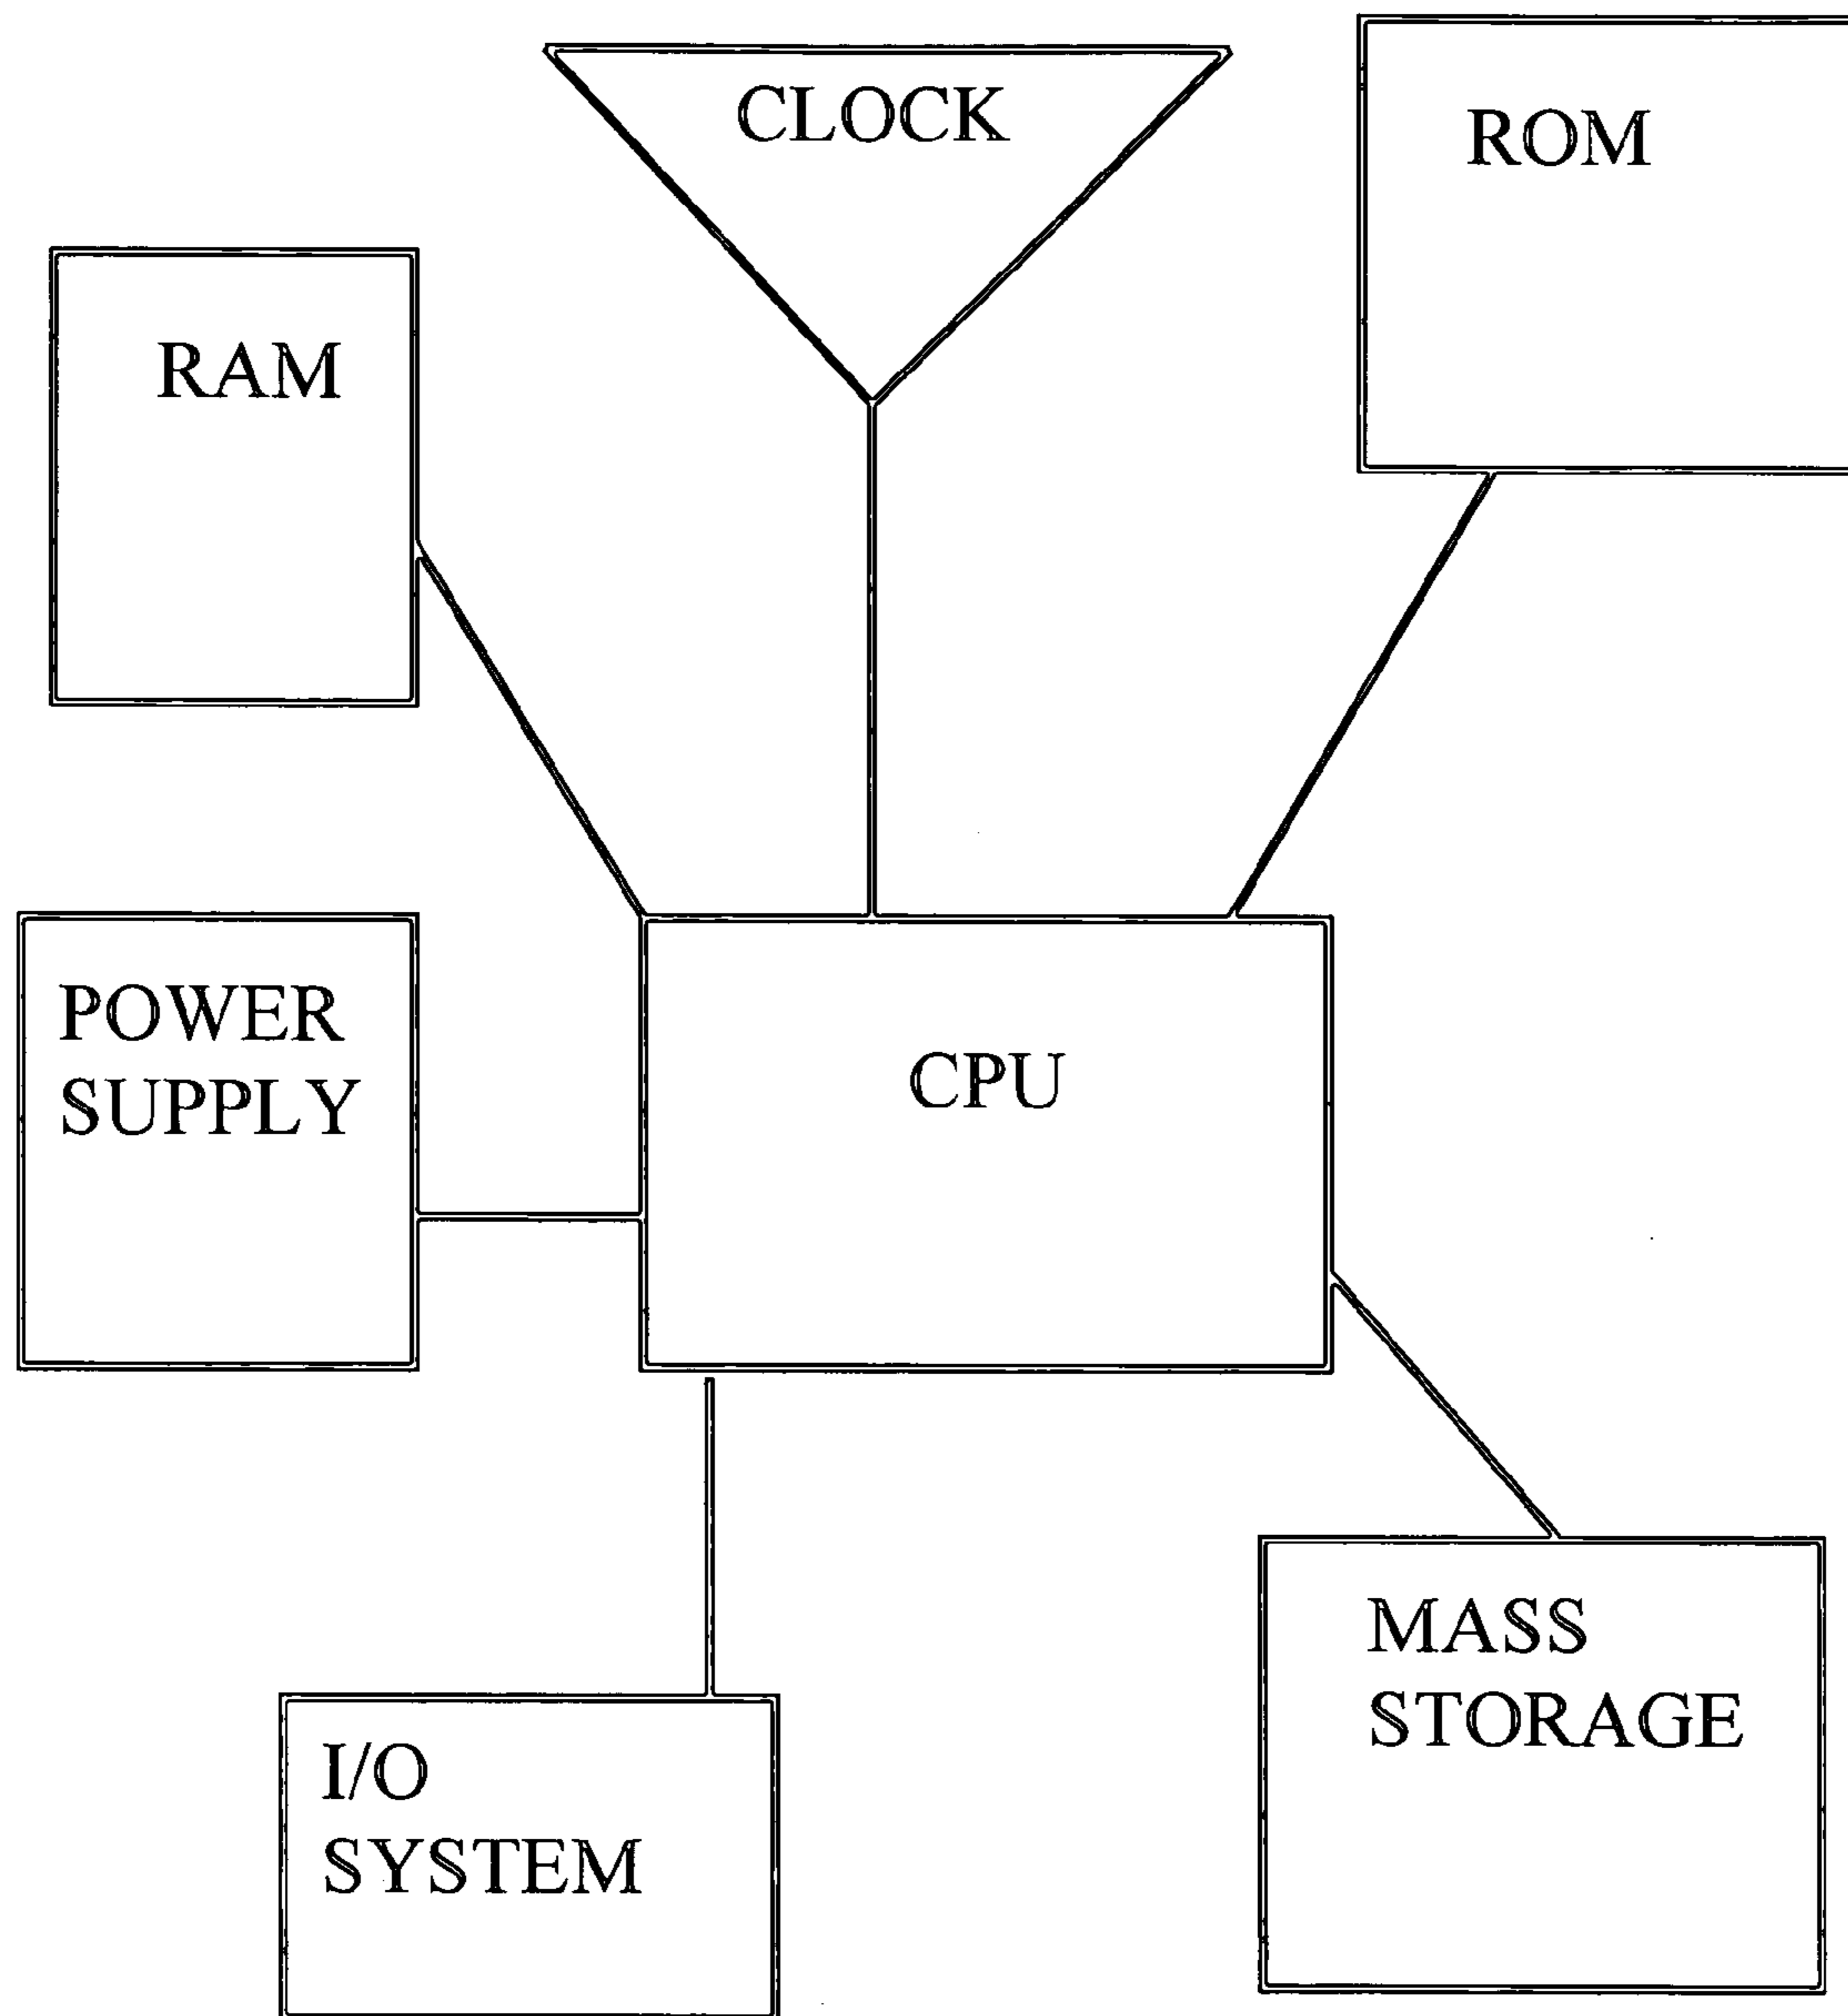 CLOCK
ROM
RAM
POWER
SUPPLY
CPU
MASS
STORAGE
I/O
SYSTEM